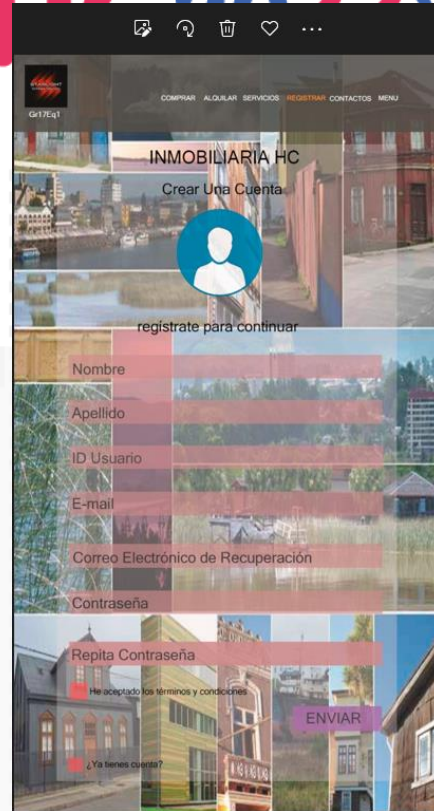 Gr17Eq1
COMPRAR ALQUILAR SERVICIOS REGISTRAR CONTACTOS MENU
INMOBILIARIA HC
Crear Una Cuenta
regístrate para continuar
Nombre
Apellido
ID Usuario
E-mail
Correo Electrónico de Recuperación
Contraseña
Repita Contraseña
He aceptado los términos y condiciones
ENVIAR
¿Ya tienes cuenta?